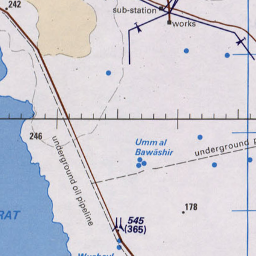 242
sub-station
works
246
Umm al
Bawāshir
underground
underground oil pipeline
RAT
178
545
(365)